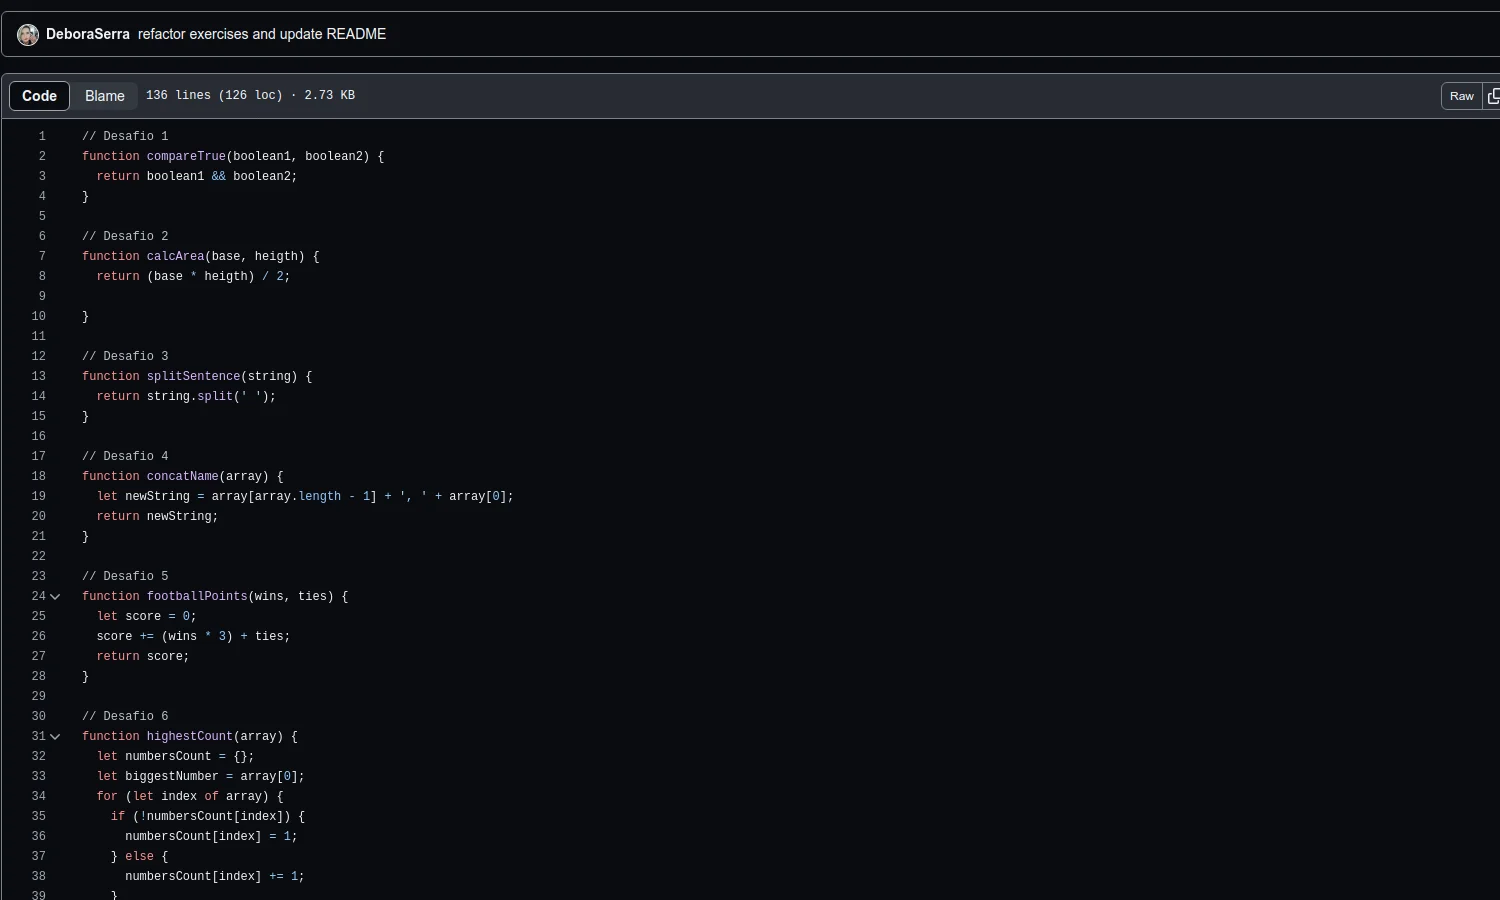 DeboraSerra refactor exercises and update README
Code Blame 136 lines (126 loc) · 2.73 KB Raw
1 // Desafio 1
2 function compareTrue(boolean1, boolean2) {
3   return boolean1 && boolean2;
4 }
5
6 // Desafio 2
7 function calcArea(base, heigth) {
8   return (base * heigth) / 2;
9
10 }
11
12 // Desafio 3
13 function splitSentence(string) {
14   return string.split(' ');
15 }
16
17 // Desafio 4
18 function concatName(array) {
19   let newString = array[array.length - 1] + ', ' + array[0];
20   return newString;
21 }
22
23 // Desafio 5
24 function footballPoints(wins, ties) {
25   let score = 0;
26   score += (wins * 3) + ties;
27   return score;
28 }
29
30 // Desafio 6
31 function highestCount(array) {
32   let numbersCount = {};
33   let biggestNumber = array[0];
34   for (let index of array) {
35     if (!numbersCount[index]) {
36       numbersCount[index] = 1;
37     } else {
38       numbersCount[index] += 1;
39     }